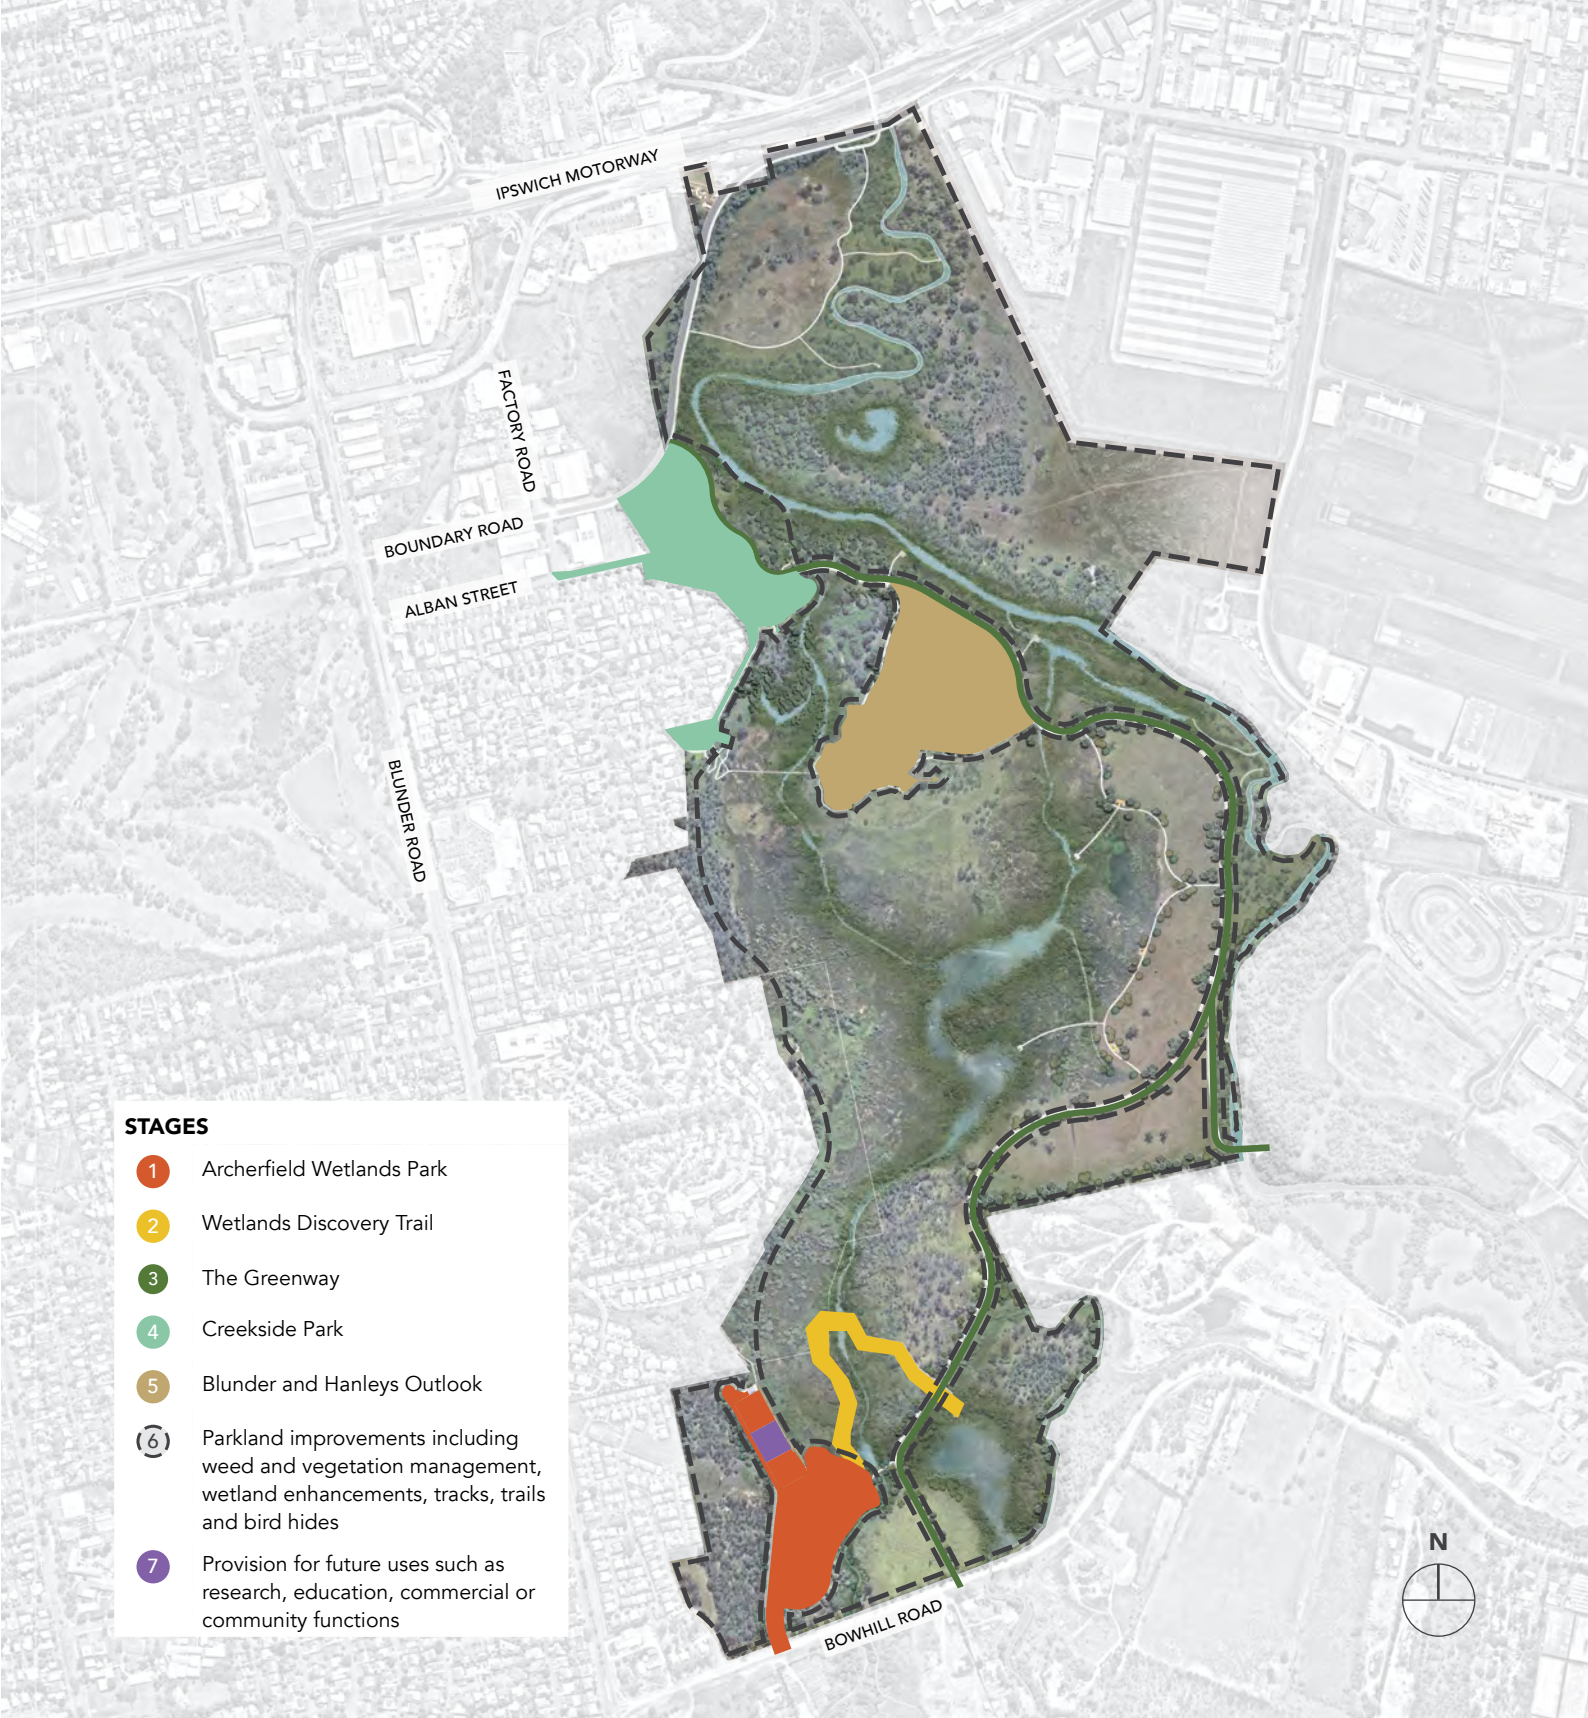 IPSWICH MOTORWAY
FACTORY ROAD
BOUNDARY ROAD
ALBAN STREET
BLUNDER ROAD
STAGES
1 Archerfield Wetlands Park
2 Wetlands Discovery Trail
3 The Greenway
4 Creekside Park
5 Blunder and Hanleys Outlook
6 Parkland improvements including
weed and vegetation management,
wetland enhancements, tracks, trails
and bird hides
7 Provision for future uses such as
research, education, commercial or
community functions
BOWHILL ROAD
N